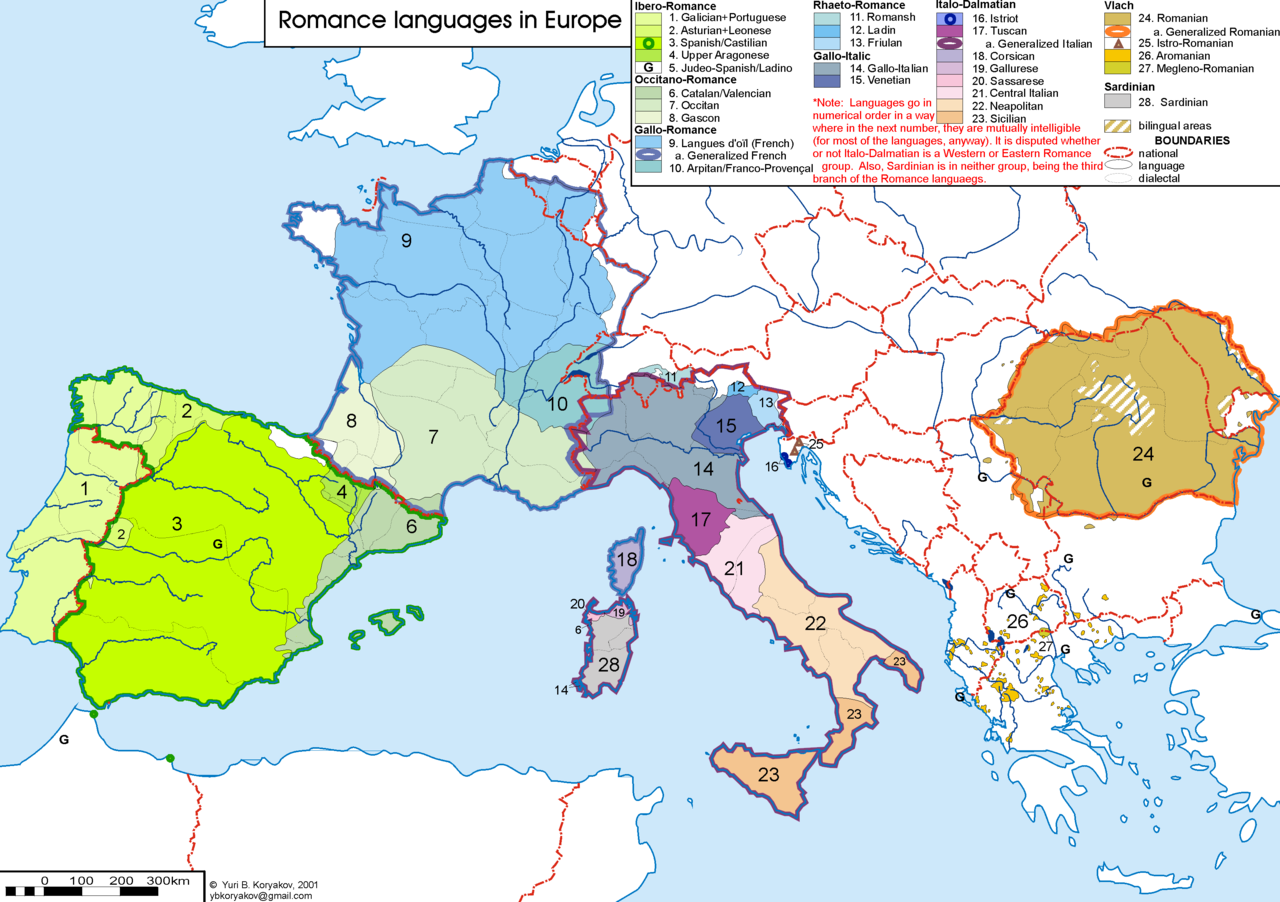 Romance languages in Europe
Ibero-Romance
1. Galician+Portuguese
2. Asturian+Leonese
3. Spanish/Castilian
4. Upper Aragonese
G 5. Judeo-Spanish/Ladino
Occitano-Romance
6. Catalan/Valencian
7. Occitan
8. Gascon
Gallo-Romance
9. Langues d'oïl (French)
a. Generalized French
10. Arpitan/Franco-Provençal
Rhaeto-Romance
11. Romansh
12. Ladin
13. Friulan
Gallo-Italic
14. Gallo-Italian
15. Venetian
Italo-Dalmatian
16. Istriot
17. Tuscan
a. Generalized Italian
18. Corsican
19. Gallurese
20. Sassarese
21. Central Italian
22. Neapolitan
23. Sicilian
*Note: Languages go in
numerical order in a way
where in the next number, they are mutually intelligible
(for most of the languages, anyway). It is disputed whether
or not Italo-Dalmatian is a Western or Eastern Romance
group. Also, Sardinian is in neither group, being the third
branch of the Romance languaegs.
Vlach
24. Romanian
a. Generalized Romanian
25. Istro-Romanian
26. Aromanian
27. Megleno-Romanian
Sardinian
28. Sardinian
bilingual areas
BOUNDARIES
national
language
dialectal
9
11
12
13
2
8
10
15
7
25
16
14
24
G
G
1
4
3
6
2
G
17
18
21
G
G
20
19
6
22
26
G
27
G
28
14
23
G
23
G
23
0 100 200 300km
© Yuri B. Koryakov, 2001
ybkoryakov@gmail.com